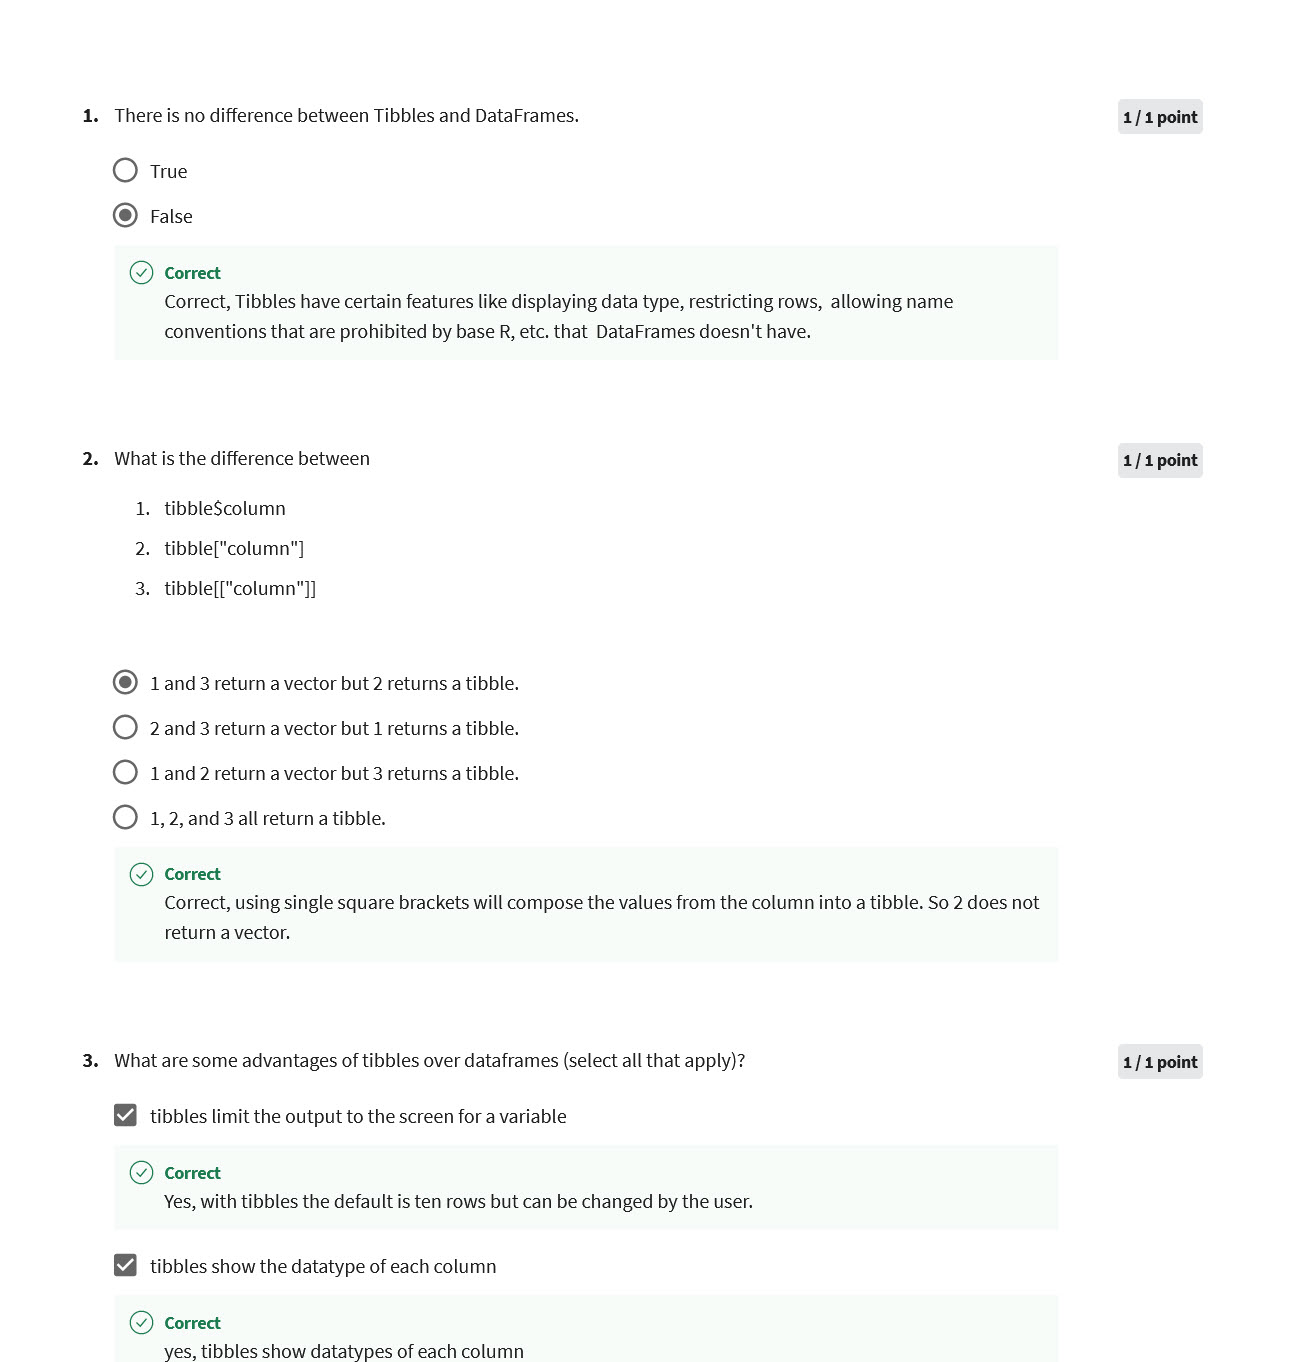 1. There is no difference between Tibbles and DataFrames.
1 / 1 point
True
False
Correct
Correct, Tibbles have certain features like displaying data type, restricting rows,  allowing name
conventions that are prohibited by base R, etc. that  DataFrames doesn't have.
2. What is the difference between
1 / 1 point
1. tibble$column
2. tibble["column"]
3. tibble[["column"]]
1 and 3 return a vector but 2 returns a tibble.
2 and 3 return a vector but 1 returns a tibble.
1 and 2 return a vector but 3 returns a tibble.
1, 2, and 3 all return a tibble.
Correct
Correct, using single square brackets will compose the values from the column into a tibble. So 2 does not
return a vector.
3. What are some advantages of tibbles over dataframes (select all that apply)?
1 / 1 point
tibbles limit the output to the screen for a variable
Correct
Yes, with tibbles the default is ten rows but can be changed by the user.
tibbles show the datatype of each column
Correct
yes, tibbles show datatypes of each column